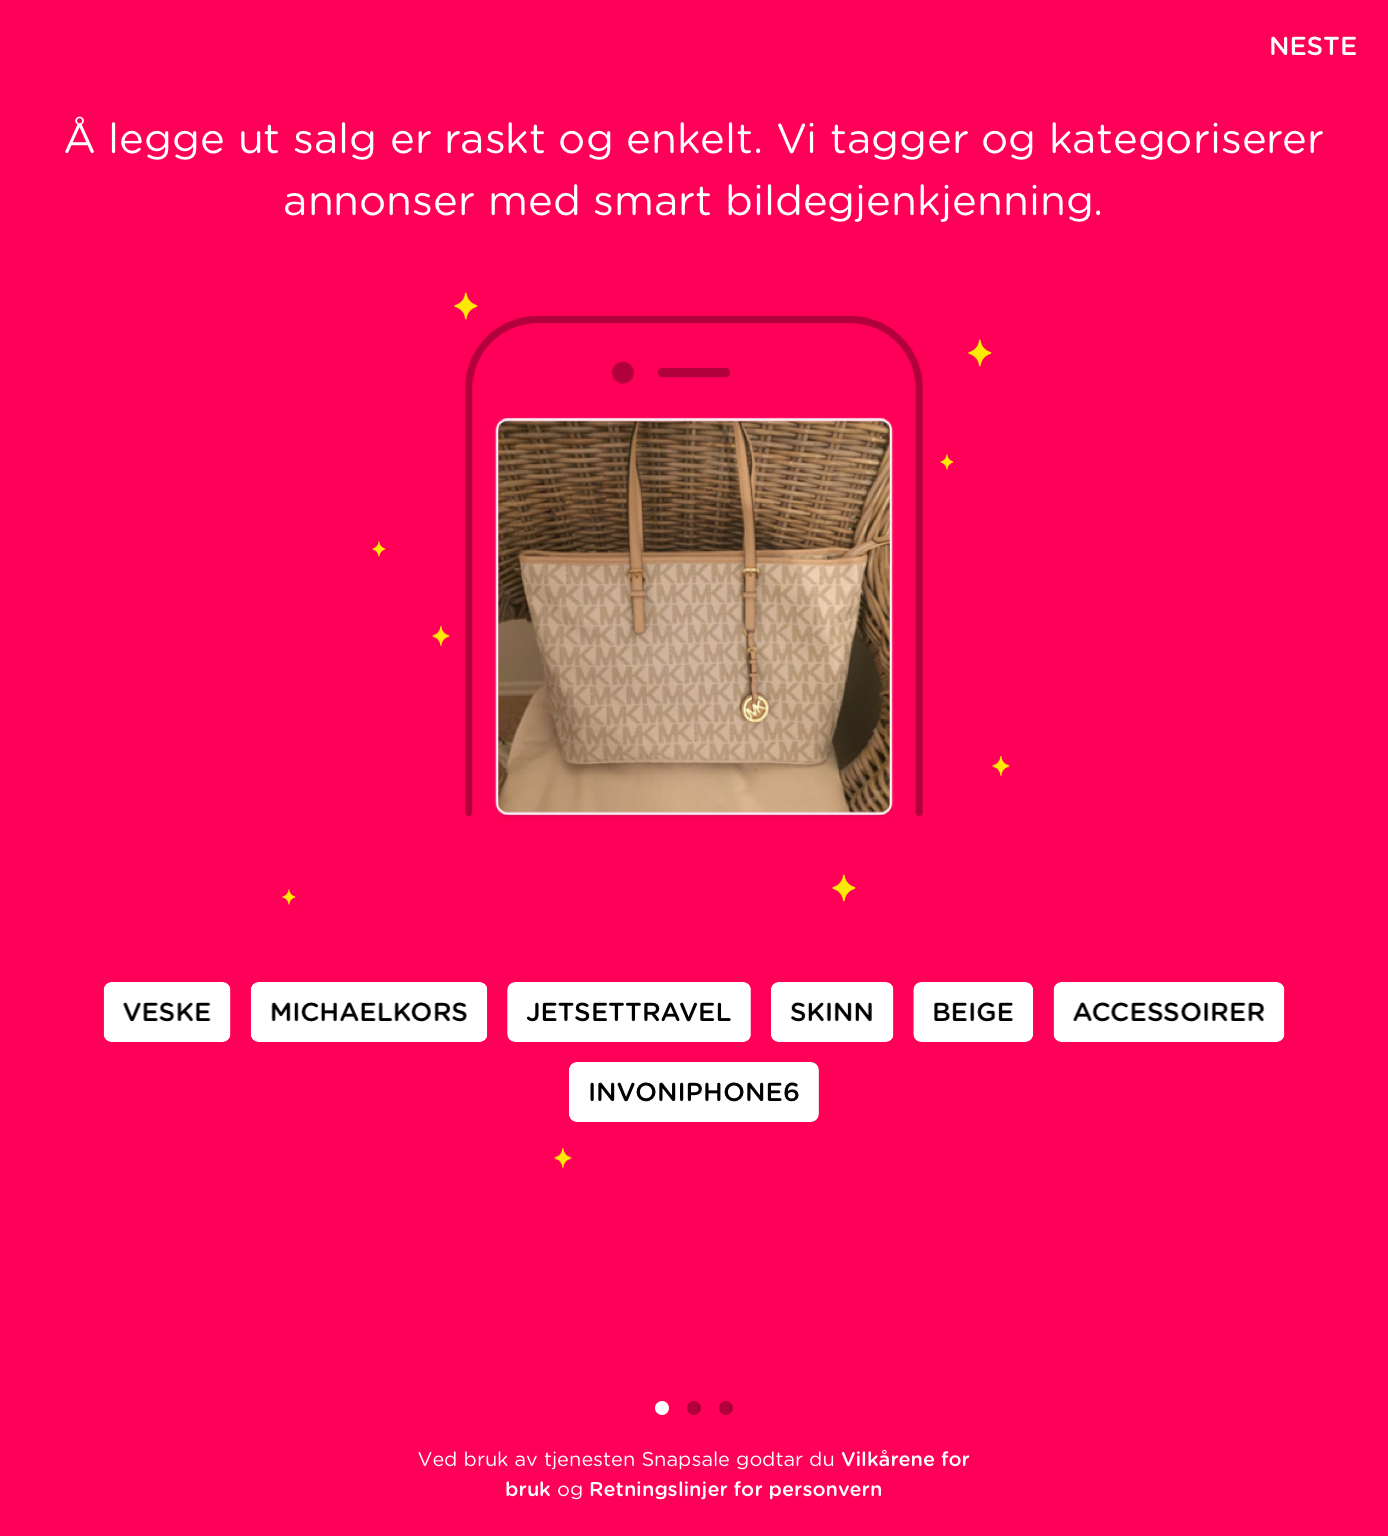 NESTE
Å legge ut salg er raskt og enkelt. Vi tagger og kategoriserer
annonser med smart bildegjenkjenning.
MK
VESKE MICHAELKORS JETSETTRAVEL SKINN BEIGE ACCESSOIRER
INVONIPHONE6
Ved bruk av tjenesten Snapsale godtar du Vilkårene for
bruk og Retningslinjer for personvern